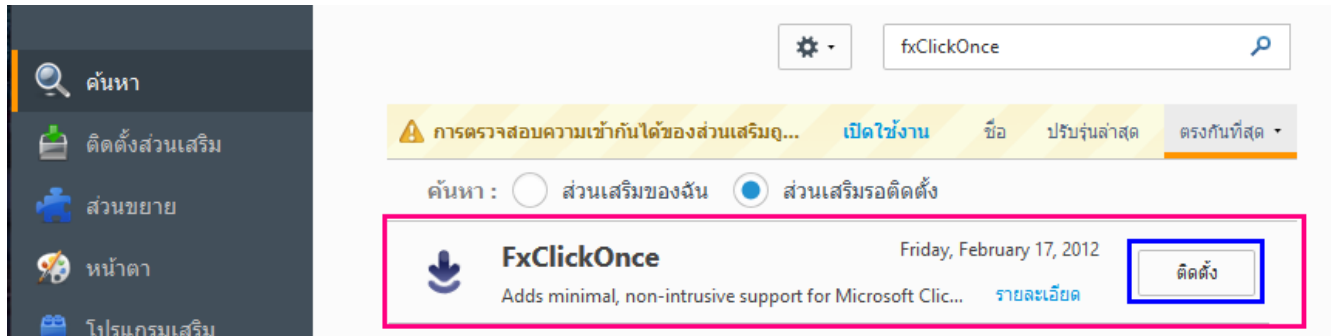 fxClickOnce
ค้นหา
ติดตั้งส่วนเสริม
ส่วนขยาย
หน้าตา
โปรแกรมเสริม
การตรวจสอบความเข้ากันได้ของส่วนเสริมถู... เปิดใช้งาน ชื่อ ปรับรุ่นล่าสุด ตรงกันที่สุด
ค้นหา : ส่วนเสริมของฉัน ส่วนเสริมรอติดตั้ง
FxClickOnce Friday, February 17, 2012
Adds minimal, non-intrusive support for Microsoft Clic... รายละเอียด
ติดตั้ง